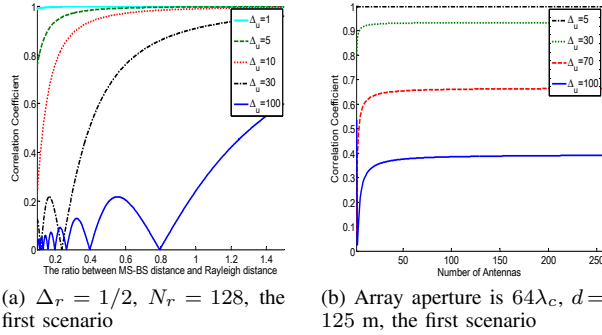 Correlation Coefficient
1
0.8
0.6
0.4
0.2
0
0.2 0.4 0.6 0.8 1 1.2 1.4
The ratio between MS-BS distance and Rayleigh distance
Δu=1
Δu=5
Δu=10
Δu=30
Δu=100
(a) Δr = 1/2, Nr = 128, the
first scenario
Correlation Coefficient
1
0.9
0.8
0.7
0.6
0.5
0.4
0.3
0.2
0.1
0
50 100 150 200 250
Number of Antennas
Δu=5
Δu=30
Δu=70
Δu=100
(b) Array aperture is 64λc, d=
125 m, the first scenario